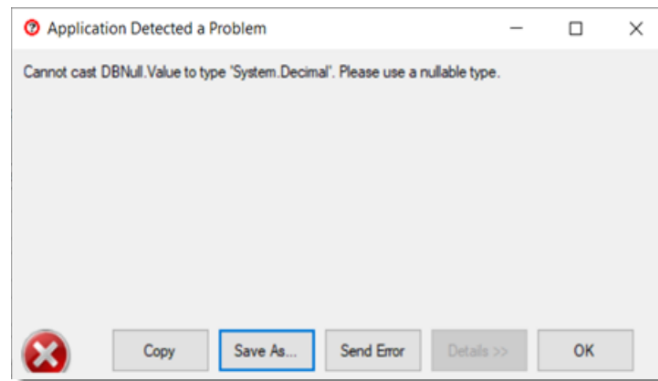 Application Detected a Problem
Cannot cast DBNull.Value to type 'System.Decimal'. Please use a nullable type.
Copy Save As... Send Error Details >> OK